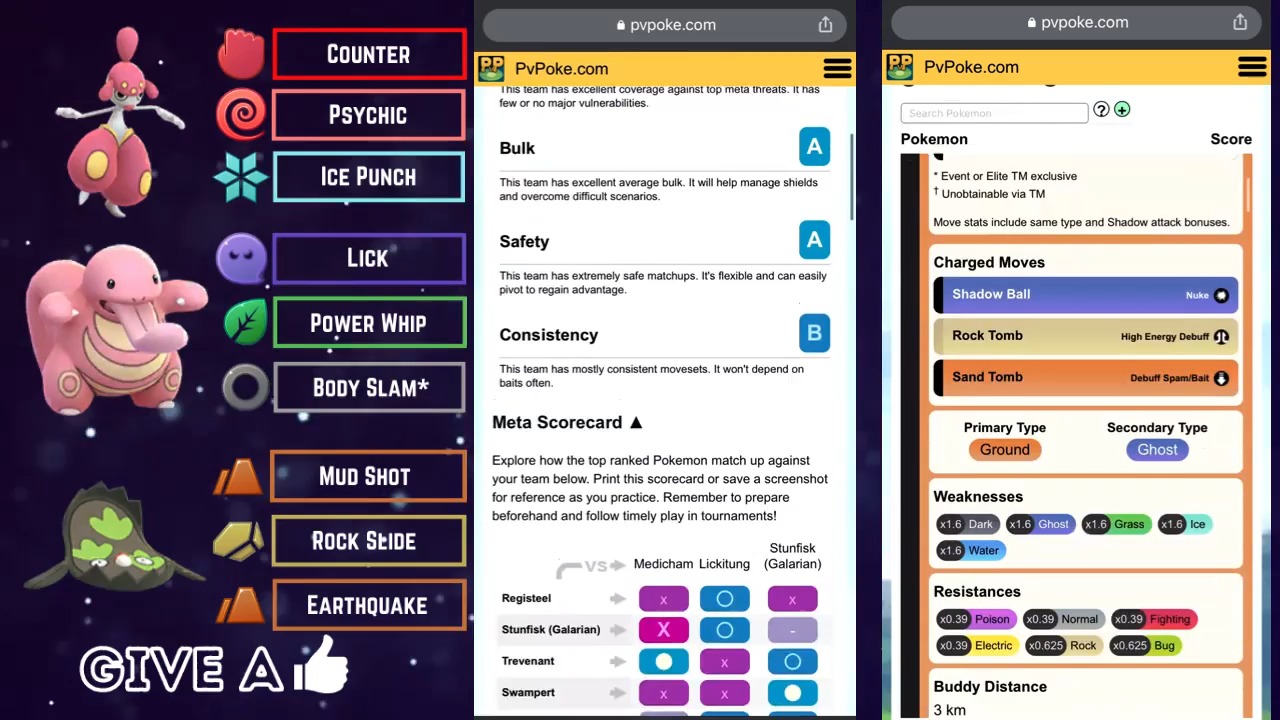 COUNTER
PSYCHIC
ICE PUNCH
LICK
POWER WHIP
BODY SLAM*
MUD SHOT
ROCK SLIDE
EARTHQUAKE
GIVE A
pvpoke.com
PvPoke.com
This team has excellent coverage against top meta threats. It has
few or no major vulnerabilities.
Bulk A
This team has excellent average bulk. It will help manage shields
and overcome difficult scenarios.
Safety A
This team has extremely safe matchups. It's flexible and can easily
pivot to regain advantage.
Consistency B
This team has mostly consistent movesets. It won't depend on
baits often.
Meta Scorecard ▲
Explore how the top ranked Pokemon match up against
your team below. Print this scorecard or save a screenshot
for reference as you practice. Remember to prepare
beforehand and follow timely play in tournaments!
VS Medicham Lickitung Stunfisk
(Galarian)
Registeel x x
Stunfisk (Galarian) X -
Trevenant x
Swampert x x
pvpoke.com
PP PvPoke.com
Search Pokemon ? +
Pokemon Score
* Event or Elite TM exclusive
† Unobtainable via TM
Move stats include same type and Shadow attack bonuses.
Charged Moves
Shadow Ball Nuke
Rock Tomb High Energy Debuff
Sand Tomb Debuff Spam/Bait
Primary Type Secondary Type
Ground Ghost
Weaknesses
x1.6 Dark x1.6 Ghost x1.6 Grass x1.6 Ice
x1.6 Water
Resistances
x0.39 Poison x0.39 Normal x0.39 Fighting
x0.39 Electric x0.625 Rock x0.625 Bug
Buddy Distance
3 km